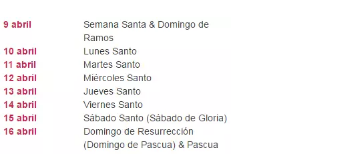 9 abril Semana Santa & Domingo de
Ramos
10 abril Lunes Santo
11 abril Martes Santo
12 abril Miércoles Santo
13 abril Jueves Santo
14 abril Viernes Santo
15 abril Sábado Santo (Sábado de Gloria)
16 abril Domingo de Resurrección
(Domingo de Pascua) & Pascua